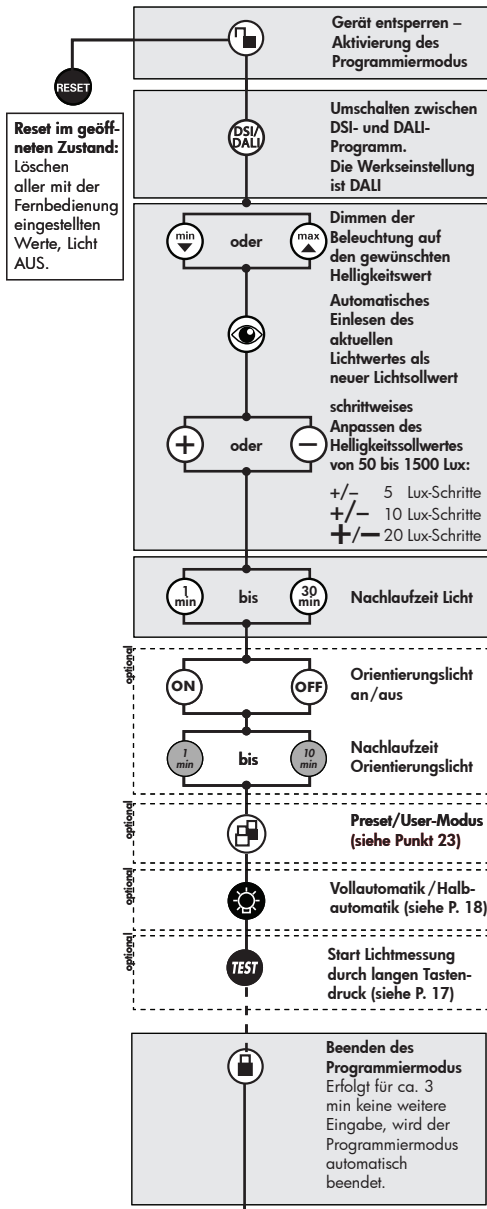 Gerät entsperren –
Aktivierung des
Programmiermodus
RESET
Reset im geöff-
neten Zustand:
Löschen
aller mit der
Fernbedienung
eingestellten
Werte, Licht
AUS.
DSI/
DALI
Umschalten zwischen
DSI- und DALI-
Programm.
Die Werkseinstellung
ist DALI
min
oder
max
Dimmen der
Beleuchtung auf
den gewünschten
Helligkeitswert
Automatisches
Einlesen des
aktuellen
Lichtwertes als
neuer Lichtsollwert
+
oder
–
schrittweises
Anpassen des
Helligkeitssollwertes
von 50 bis 1500 Lux:
+/– 5 Lux-Schritte
+/– 10 Lux-Schritte
+/– 20 Lux-Schritte
1
min
bis
30
min
Nachlaufzeit Licht
optional
ON
OFF
Orientierungslicht
an/aus
1
min
bis
10
min
Nachlaufzeit
Orientierungslicht
optional
Preset/User-Modus
(siehe Punkt 23)
optional
Vollautomatik/Halb-
automatik (siehe P. 18)
optional
TEST
Start Lichtmessung
durch langen Tasten-
druck (siehe P. 17)
Beenden des
Programmiermodus
Erfolgt für ca. 3
min keine weitere
Eingabe, wird der
Programmiermodus
automatisch
beendet.